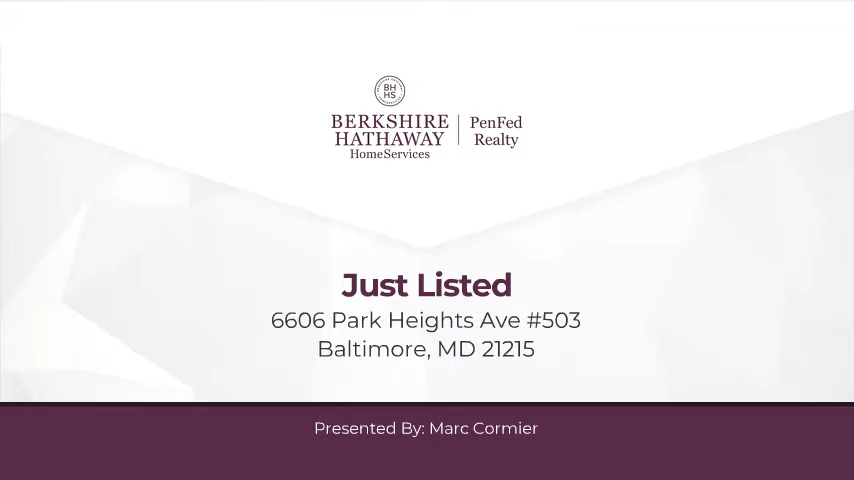 BH
HS
BERKSHIRE
HATHAWAY
HomeServices
PenFed
Realty
Just Listed
6606 Park Heights Ave #503
Baltimore, MD 21215
Presented By: Marc Cormier